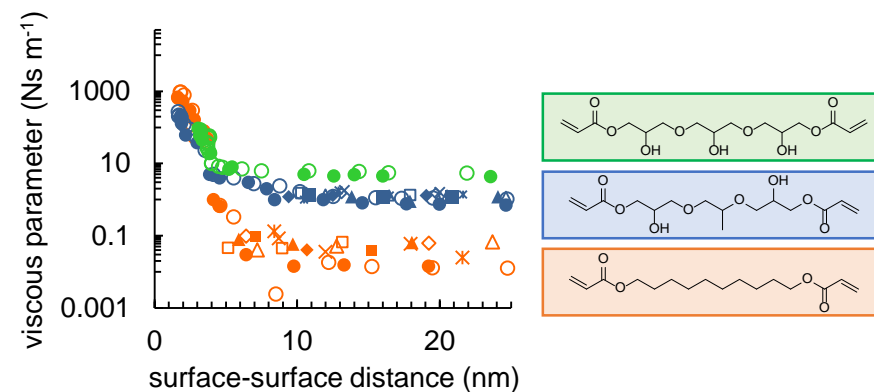 viscous parameter (Ns m-1)
1000
10
0.1
0.001
0
10
20
surface-surface distance (nm)
O
O
O
O
O
O
OH
OH
OH
OH
O
O
O
O
O
O
OH
O
O
O
O